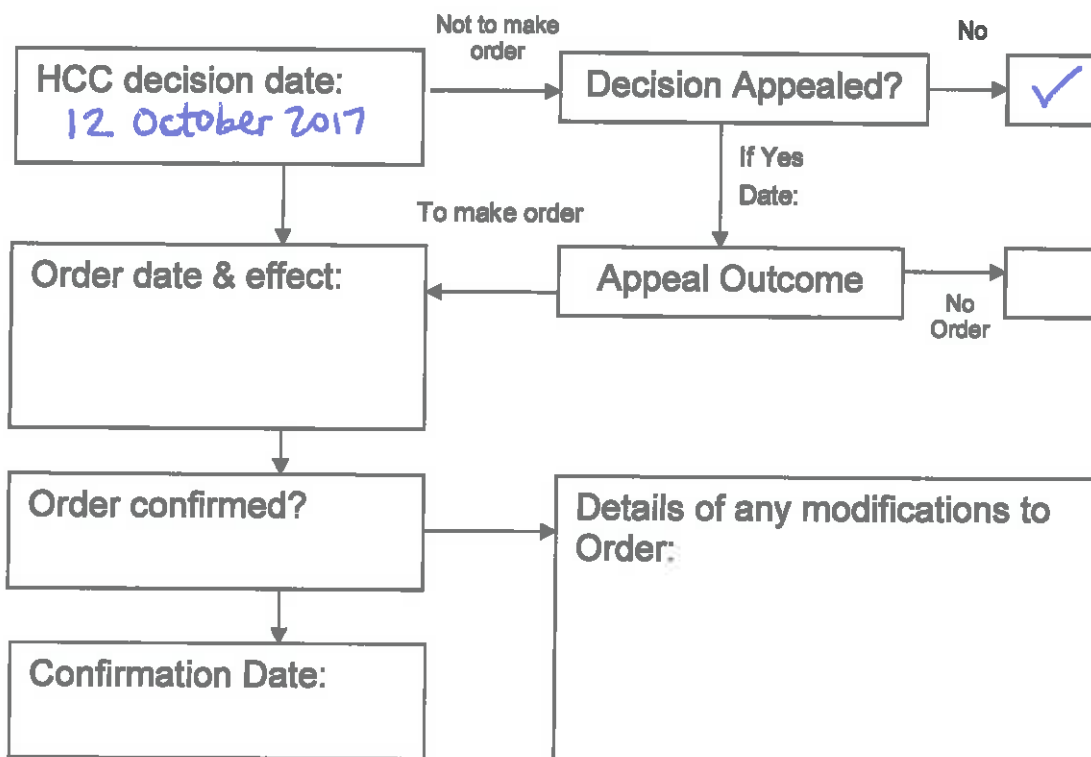 Not to make
order
No
HCC decision date:
12 October 2017
Decision Appealed?
✓
If Yes
Date:
To make order
Order date & effect:
Appeal Outcome
No
Order
Order confirmed?
Details of any modifications to
Order:
Confirmation Date: